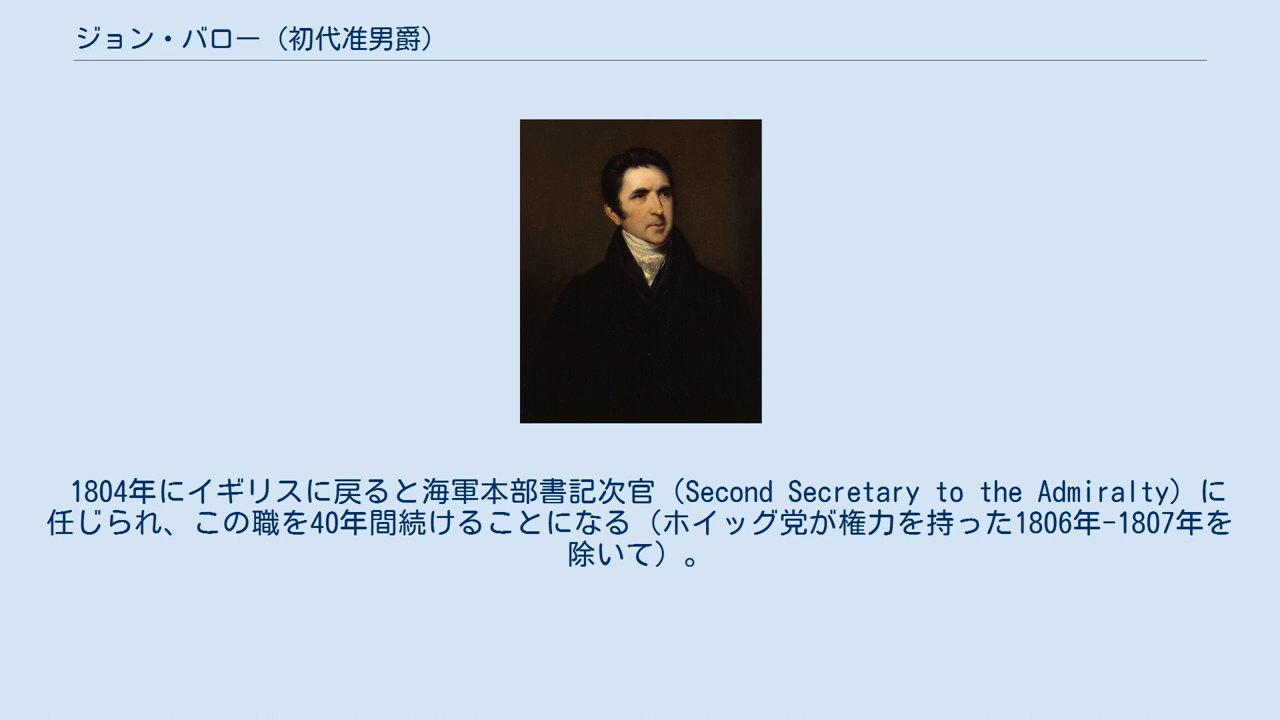 ジョン・バロー（初代准男爵）
1804年にイギリスに戻ると海軍本部書記次官（Second Secretary to the Admiralty）に
任じられ、この職を40年間続けることになる（ホイッグ党が権力を持った1806年-1807年を
除いて）。